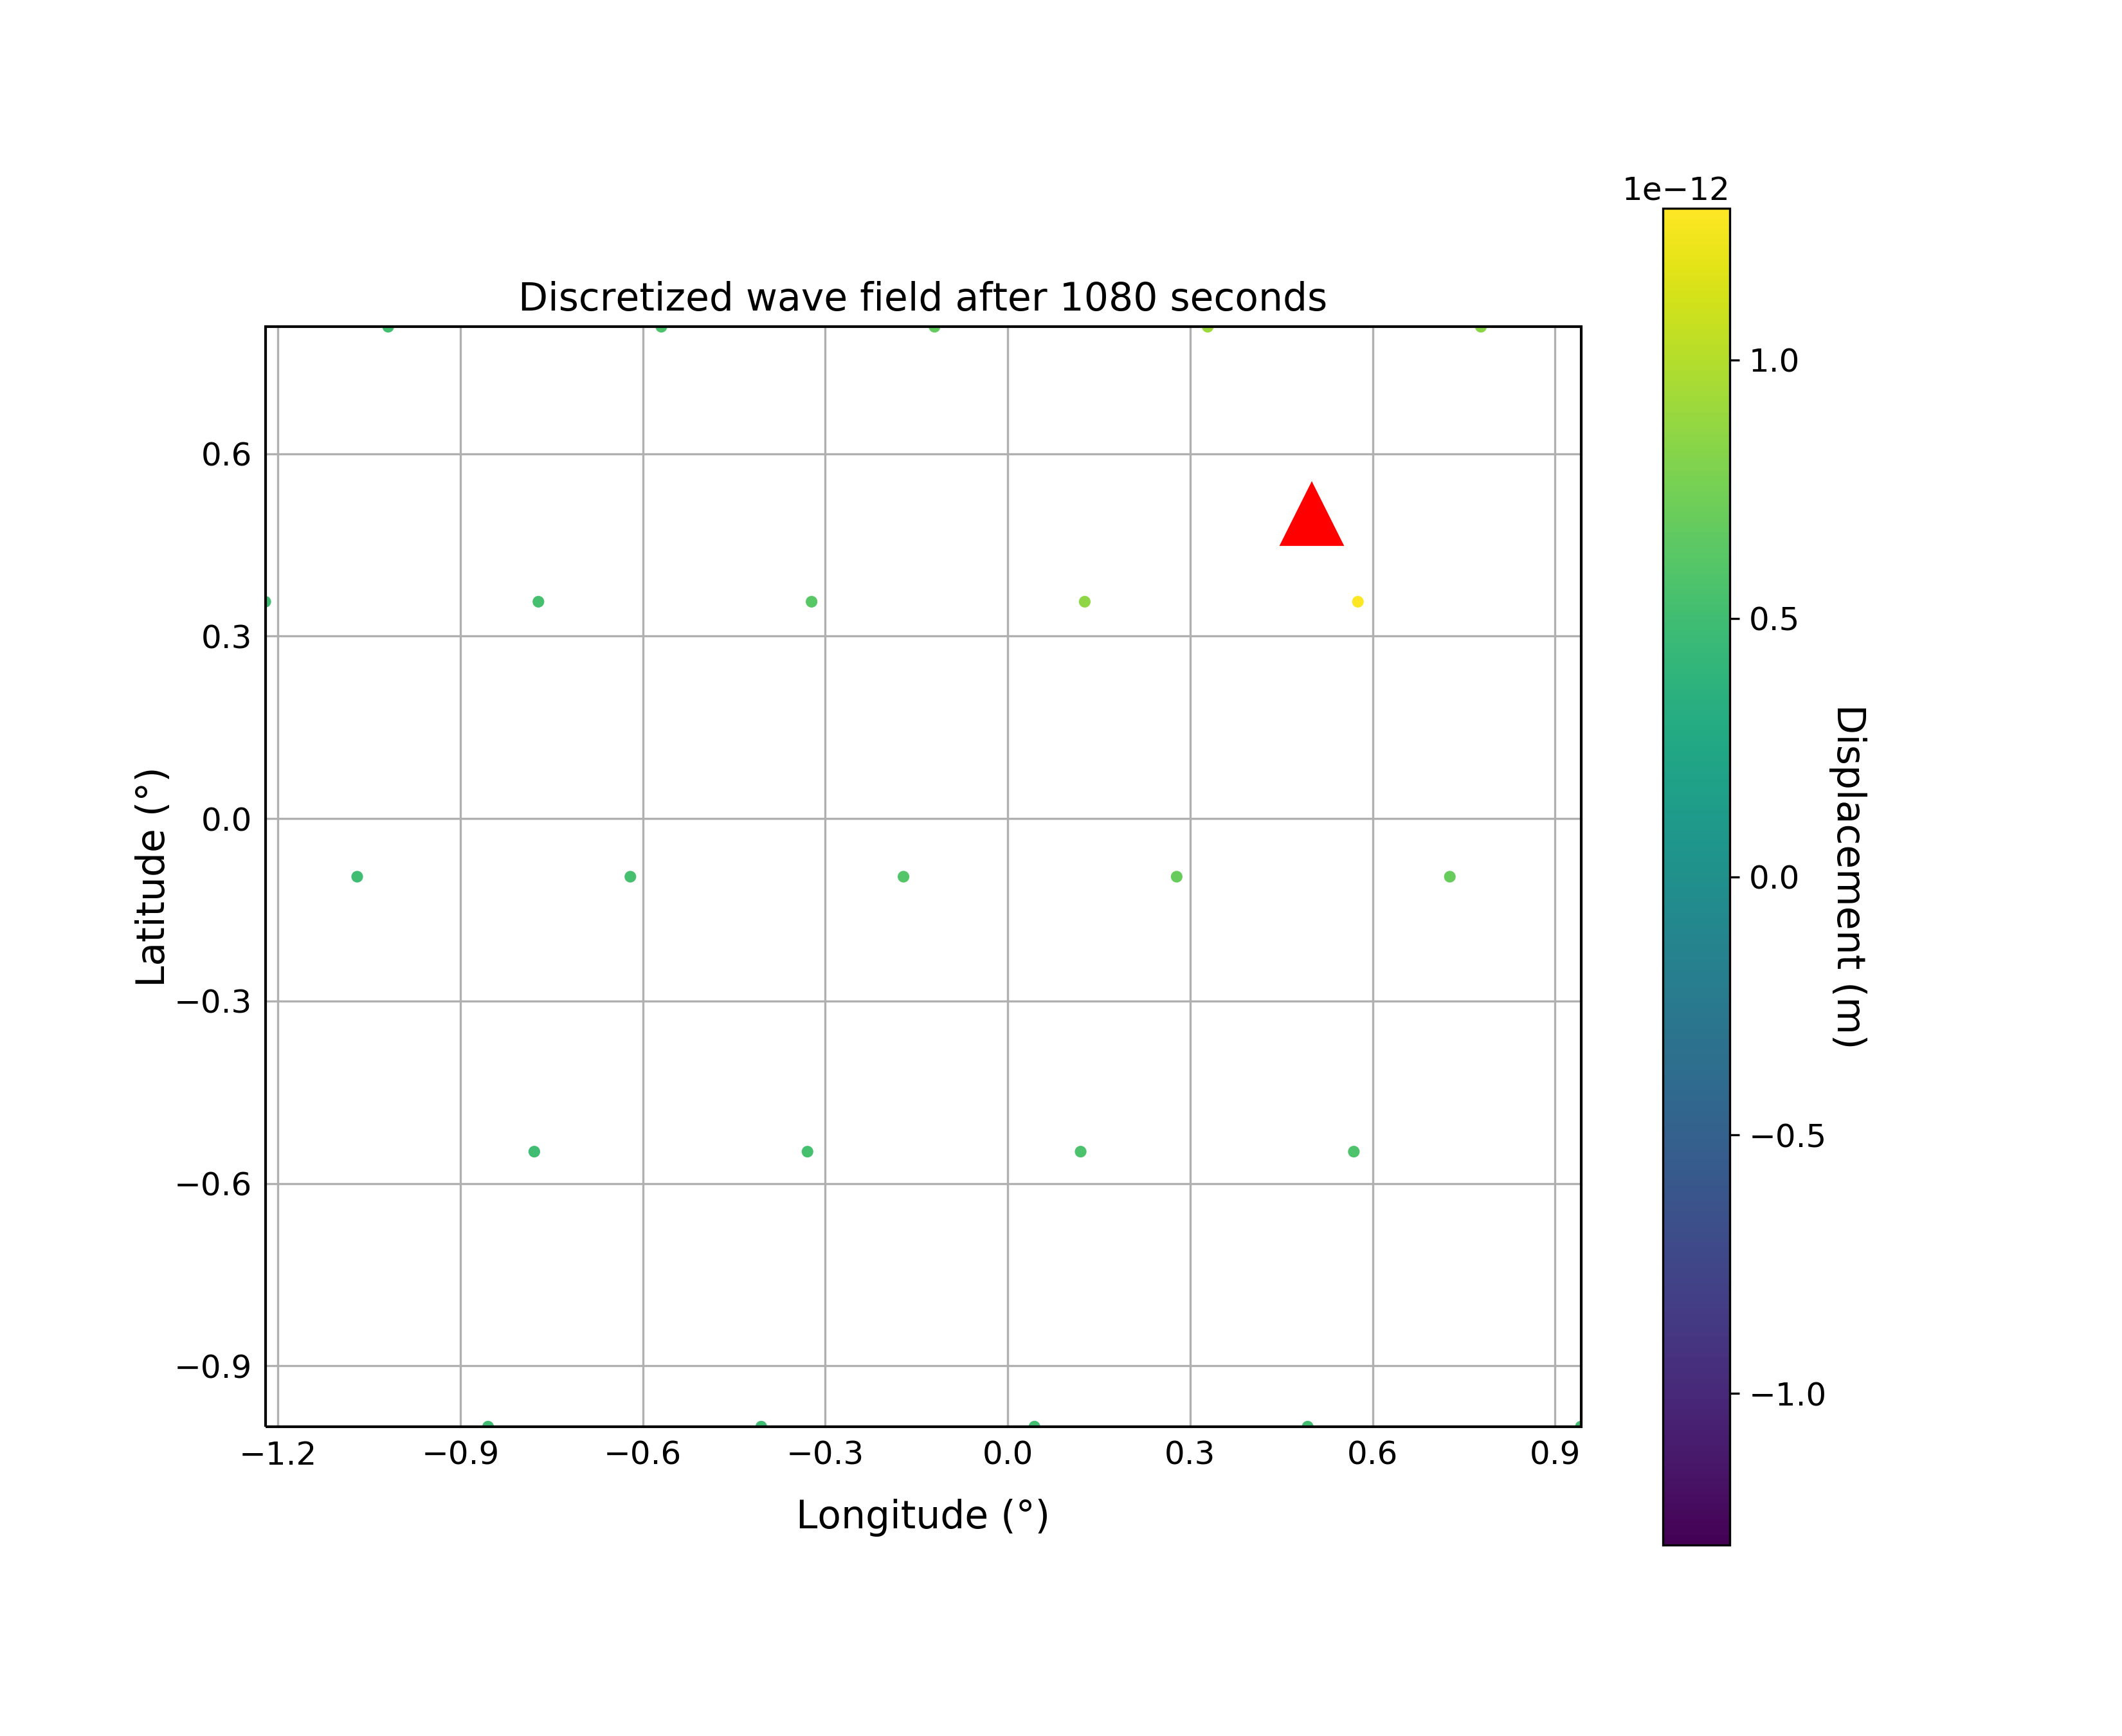 1e−12
Discretized wave field after 1080 seconds
1.0
0.5
0.0
−0.5
−1.0
Displacement (m)
0.6
0.3
0.0
−0.3
−0.6
−0.9
Latitude (°)
−1.2 −0.9 −0.6 −0.3 0.0 0.3 0.6 0.9
Longitude (°)